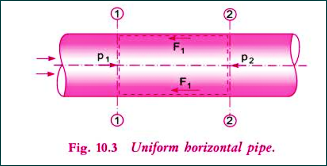 1 2
F1
p1 p2
F1
1 2
Fig. 10.3 Uniform horizontal pipe.